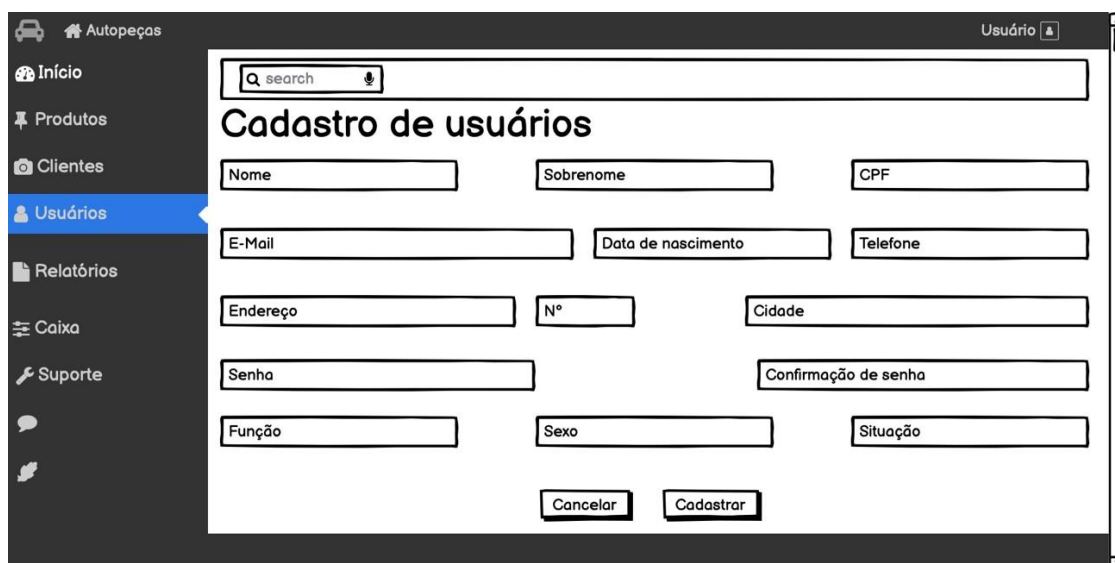 Autopeças
Usuário
Início
Produtos
Clientes
Usuários
Relatórios
Caixa
Suporte
search
Cadastro de usuários
Nome
Sobrenome
CPF
E-Mail
Data de nascimento
Telefone
Endereço
N°
Cidade
Senha
Confirmação de senha
Função
Sexo
Situação
Cancelar
Cadastrar